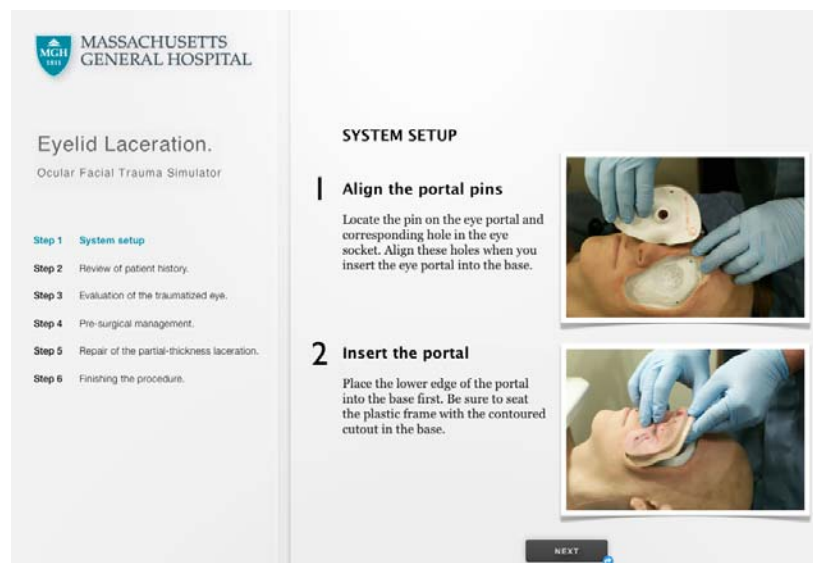 MGH
1811
MASSACHUSETTS
GENERAL HOSPITAL
Eyelid Laceration.
Ocular Facial Trauma Simulator
Step 1 System setup
Step 2 Review of patient history.
Step 3 Evaluation of the traumatized eye.
Step 4 Pre-surgical management.
Step 5 Repair of the partial-thickness laceration.
Step 6 Finishing the procedure.
SYSTEM SETUP
1 Align the portal pins
Locate the pin on the eye portal and
corresponding hole in the eye
socket. Align these holes when you
insert the eye portal into the base.
2 Insert the portal
Place the lower edge of the portal
into the base first. Be sure to seat
the plastic frame with the contoured
cutout in the base.
NEXT